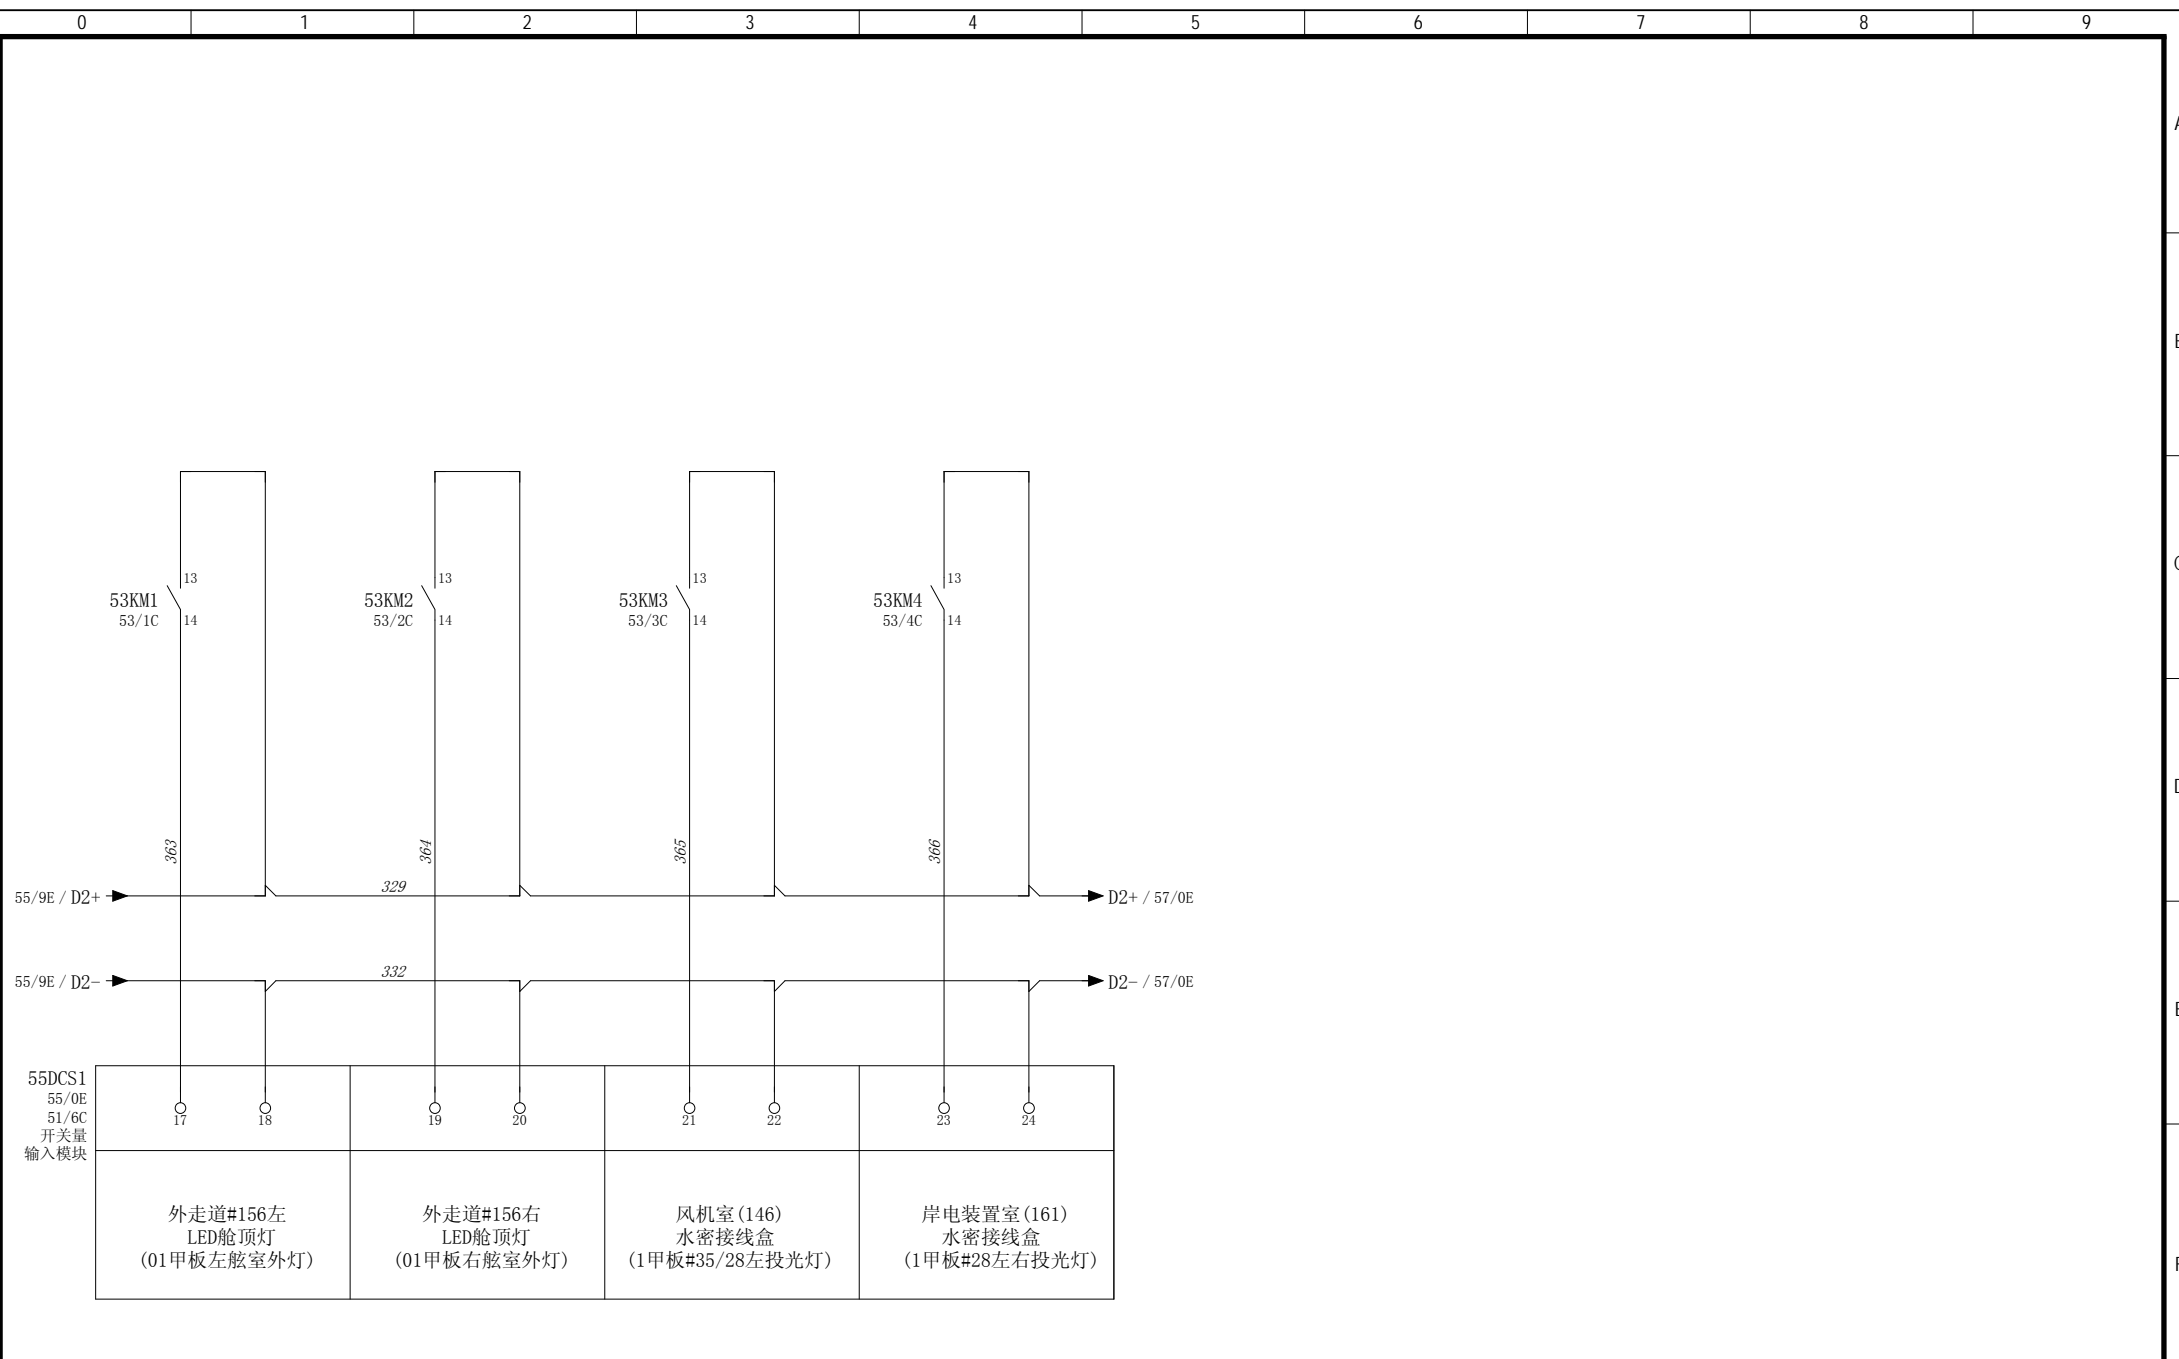 0 1 2 3 4 5 6 7 8 9
A
B
13 13 13 13
C
53KM1 53KM2 53KM3 53KM4
53/1C 14 53/2C 14 53/3C 14 53/4C 14
D
363 364 365 366
55/9E / D2+ 329 D2+ / 57/0E
55/9E / D2- 332 D2- / 57/0E
E
55DCS1
55/0E
51/6C
开关量
输入模块
17 18 19 20 21 22 23 24
外走道#156左
LED舱顶灯
(01甲板左舷室外灯)
外走道#156右
LED舱顶灯
(01甲板右舷室外灯)
风机室(146)
水密接线盒
(1甲板#35/28左投光灯)
岸电装置室(161)
水密接线盒
(1甲板#28左右投光灯)
F